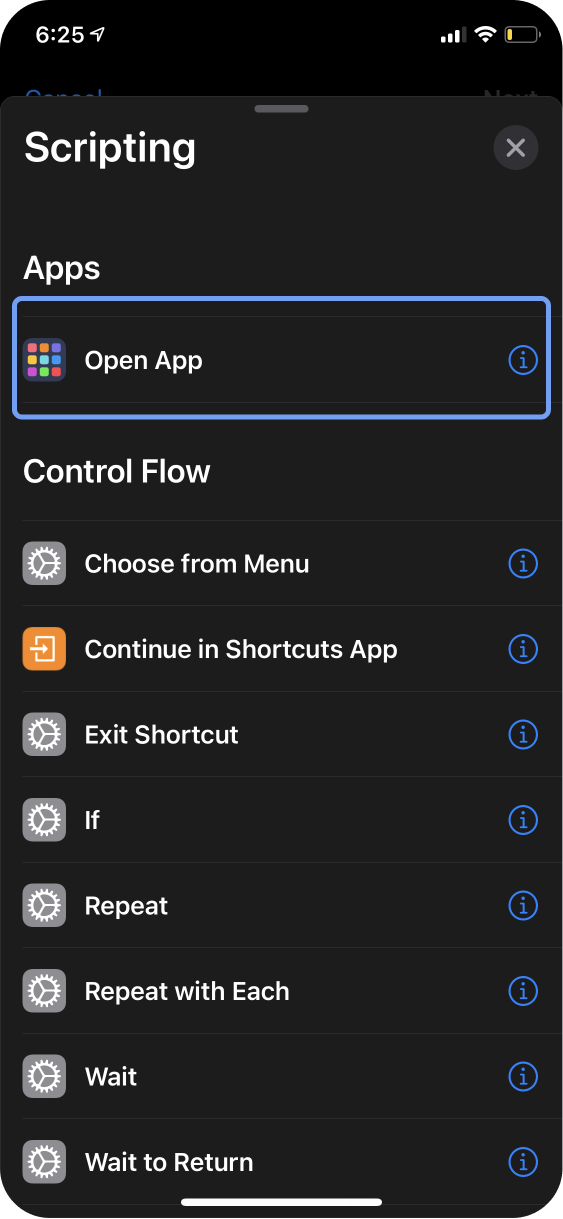 6:25
Cancel
Next
Scripting
Apps
Open App
Control Flow
Choose from Menu
Continue in Shortcuts App
Exit Shortcut
If
Repeat
Repeat with Each
Wait
Wait to Return